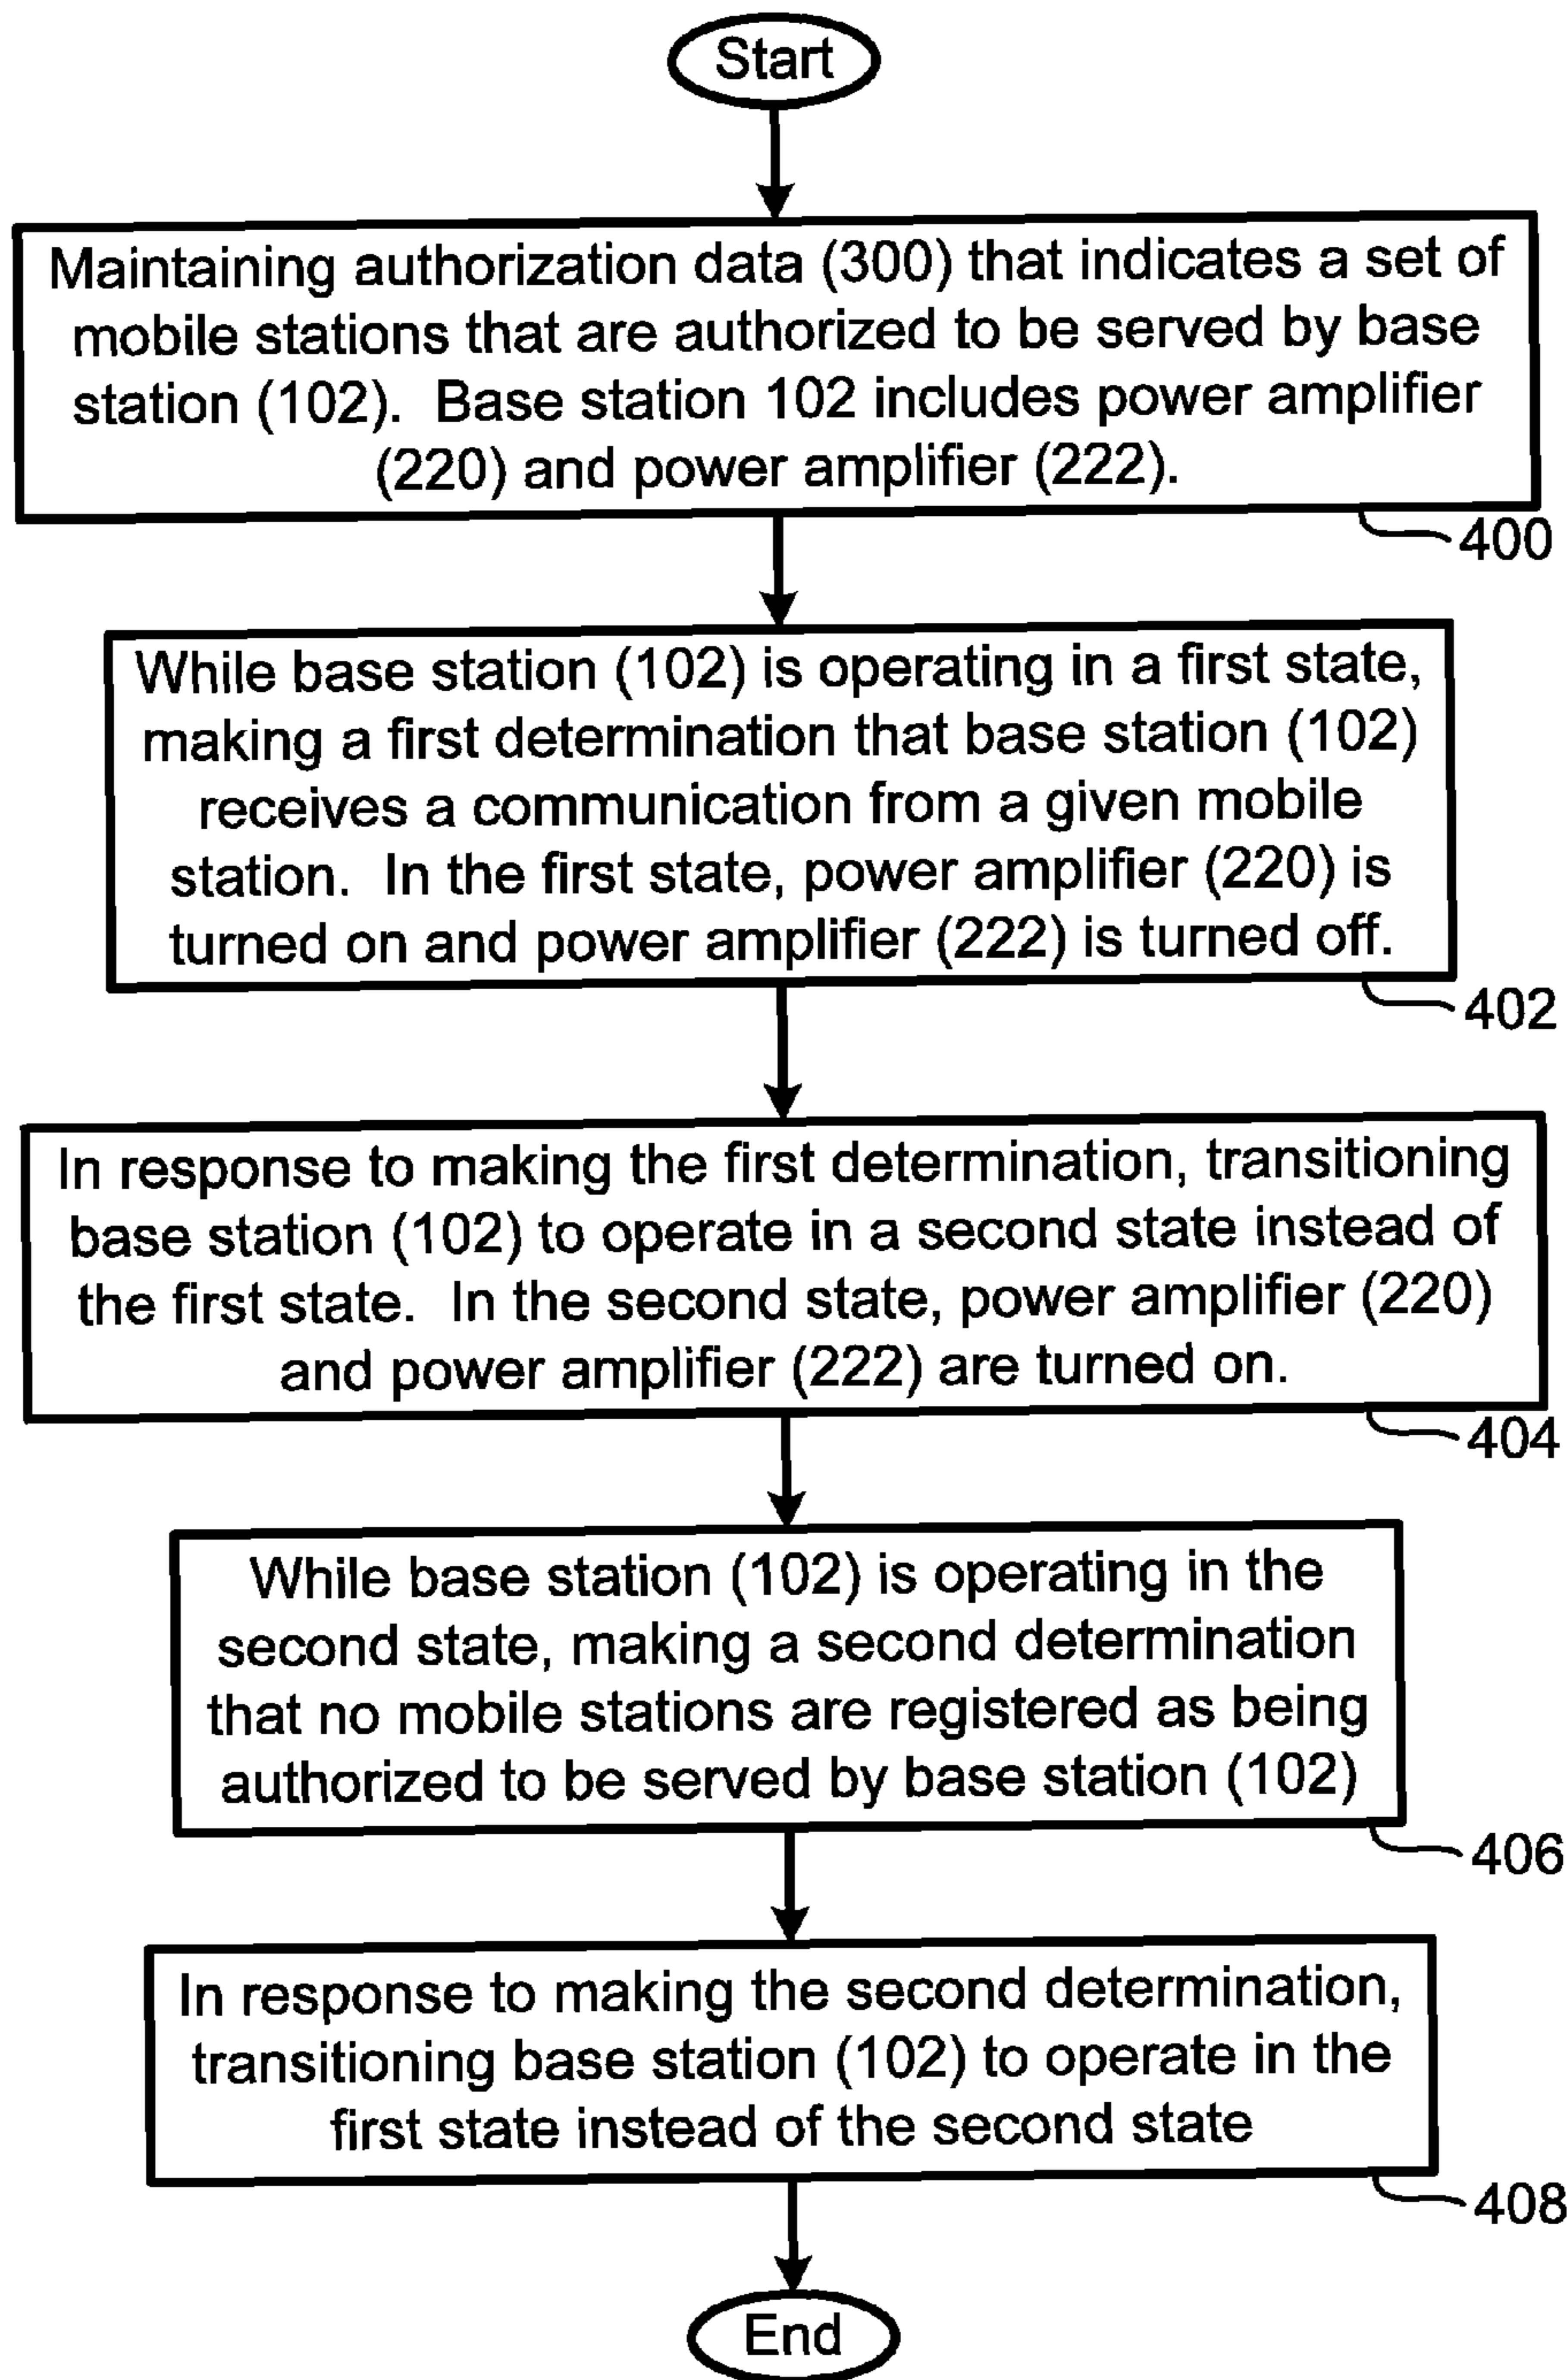 Start
Maintaining authorization data (300) that indicates a set of
mobile stations that are authorized to be served by base
station (102). Base station 102 includes power amplifier
(220) and power amplifier (222).
400
While base station (102) is operating in a first state,
making a first determination that base station (102)
receives a communication from a given mobile
station. In the first state, power amplifier (220) is
turned on and power amplifier (222) is turned off.
402
In response to making the first determination, transitioning
base station (102) to operate in a second state instead of
the first state. In the second state, power amplifier (220)
and power amplifier (222) are turned on.
404
While base station (102) is operating in the
second state, making a second determination
that no mobile stations are registered as being
authorized to be served by base station (102)
406
In response to making the second determination,
transitioning base station (102) to operate in the
first state instead of the second state
408
End